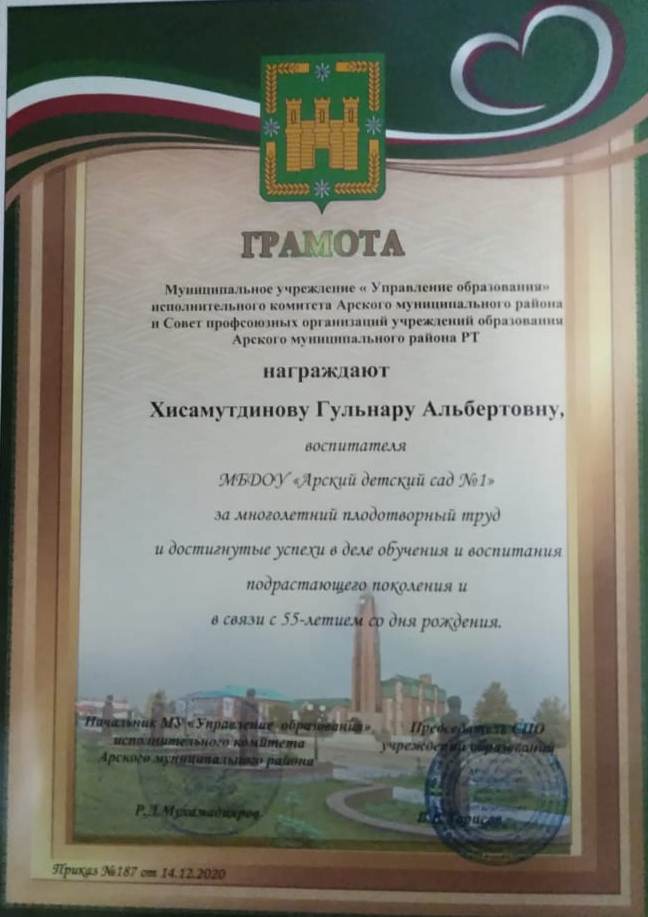 ГРАМОТА
Муниципальное учреждение « Управление образования»
исполнительного комитета Арского муниципального района
и Совет профсоюзных организаций учреждений образования
Арского муниципального района РТ
награждают
Хисамутдинову Гульнару Альбертовну,
воспитателя
МБДОУ «Арский детский сад №1»
за многолетний плодотворный труд
и достигнутые успехи в деле обучения и воспитания
подрастающего поколения и
в связи с 55-летием со дня рождения.
Начальник МУ «Управление образования»
исполнительного комитета
Арского муниципального района
Р.Д.Мухамадияров
Председатель СПО
учреждений образования
Приказ №187 от 14.12.2020